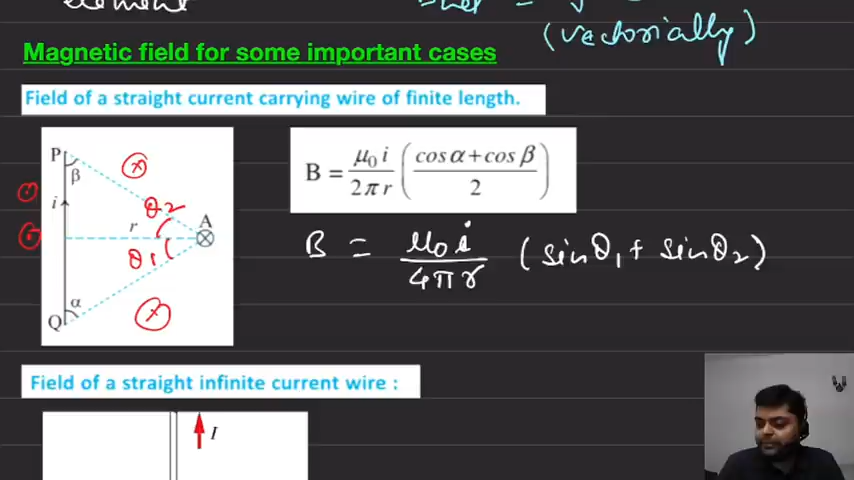 element
(vectorially)
Magnetic field for some important cases
Field of a straight current carrying wire of finite length.
P
β
i
r
θ2
A
θ1
α
Q
B = μ₀ i / 2π r ( cos α + cos β / 2 )
B = μ₀ i / 4πr ( sinθ₁ + sinθ₂ )
Field of a straight infinite current wire :
I